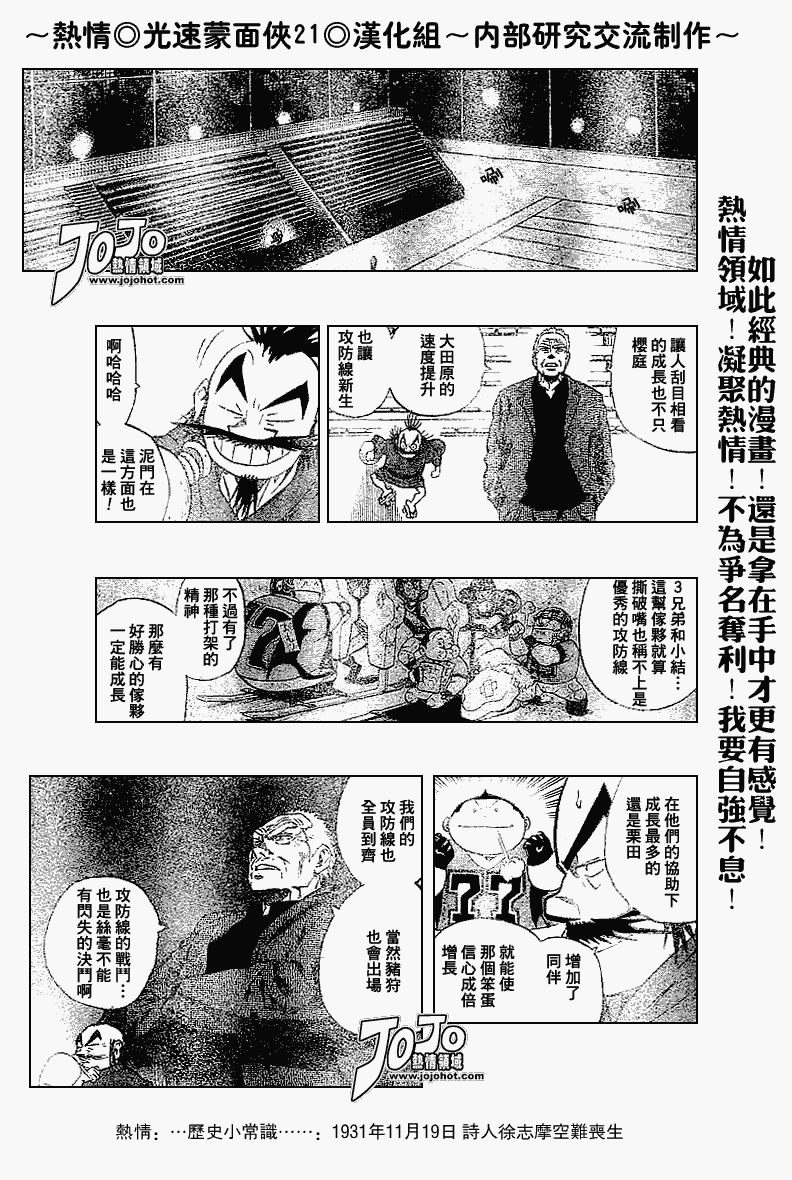 ～熱情◎光速蒙面俠21◎漢化組～内部研究交流制作～
唰
唰
JOJO
熱情領域
www.jojohot.com
讓人刮目相看
的成長也不只
櫻庭
大田原的
速度提升
也讓
攻防線新生
啊哈哈哈
泥門在
這方面也
是一樣！
3兄弟和小結…
這幫傢夥就算
撕破嘴也稱不上是
優秀的攻防線
不過有了
那種打架的
精神
那麼有
好勝心的傢夥
一定能成長
在他們的協助下
成長最多的
還是栗田
77
增加了
同伴
就能使
那個笨蛋
信心成倍
增長
我們的
攻防線也
全員到齊
當然豬狩
也會出場
攻防線的戰鬥…
也是絲毫不能
有閃失的決鬥啊
JOJO
熱情領域
www.jojohot.com
如此經典的漫畫！還是拿在手中才更有感覺！
熱情領域！凝聚熱情！不為爭名奪利！我要自強不息！
熱情：…歷史小常識……：1931年11月19日 詩人徐志摩空難喪生